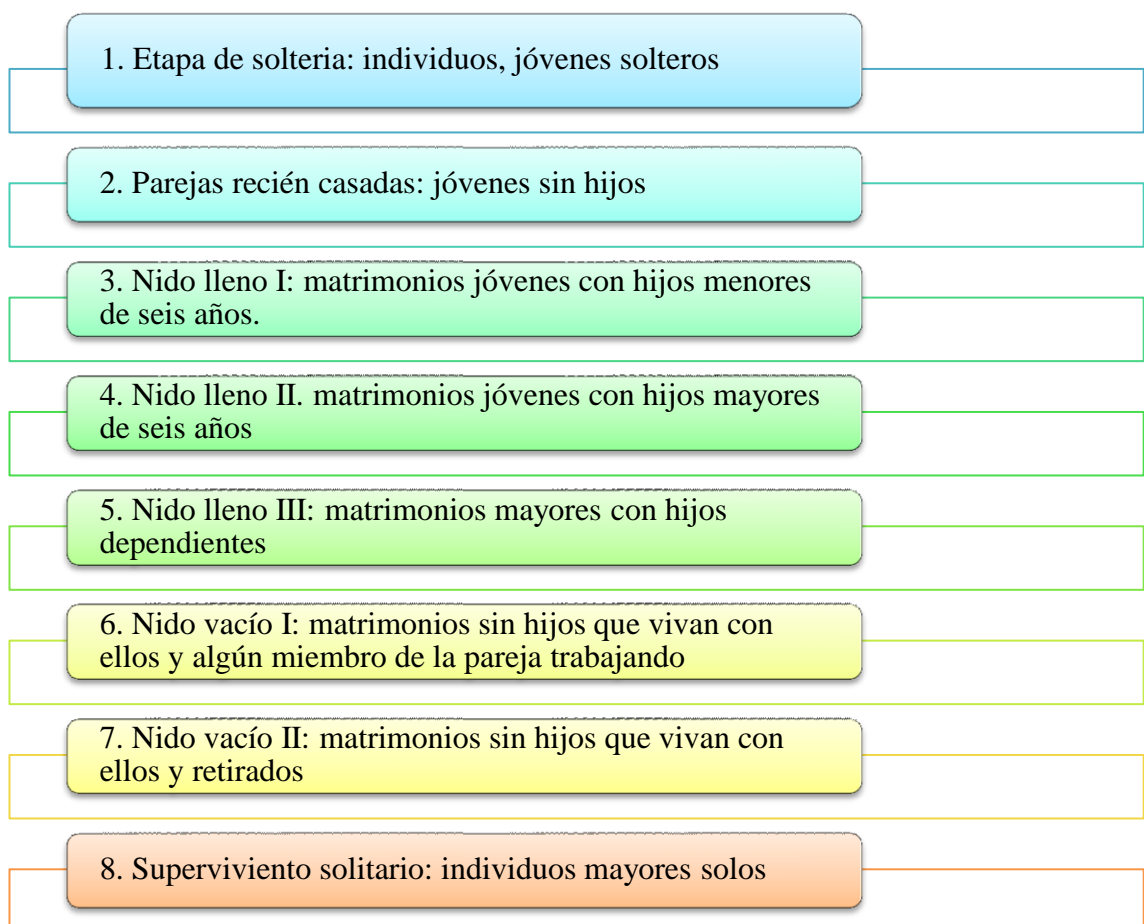 1. Etapa de solteria: individuos, jóvenes solteros
2. Parejas recién casadas: jóvenes sin hijos
3. Nido lleno I: matrimonios jóvenes con hijos menores
de seis años.
4. Nido lleno II. matrimonios jóvenes con hijos mayores
de seis años
5. Nido lleno III: matrimonios mayores con hijos
dependientes
6. Nido vacío I: matrimonios sin hijos que vivan con
ellos y algún miembro de la pareja trabajando
7. Nido vacío II: matrimonios sin hijos que vivan con
ellos y retirados
8. Superviviento solitario: individuos mayores solos